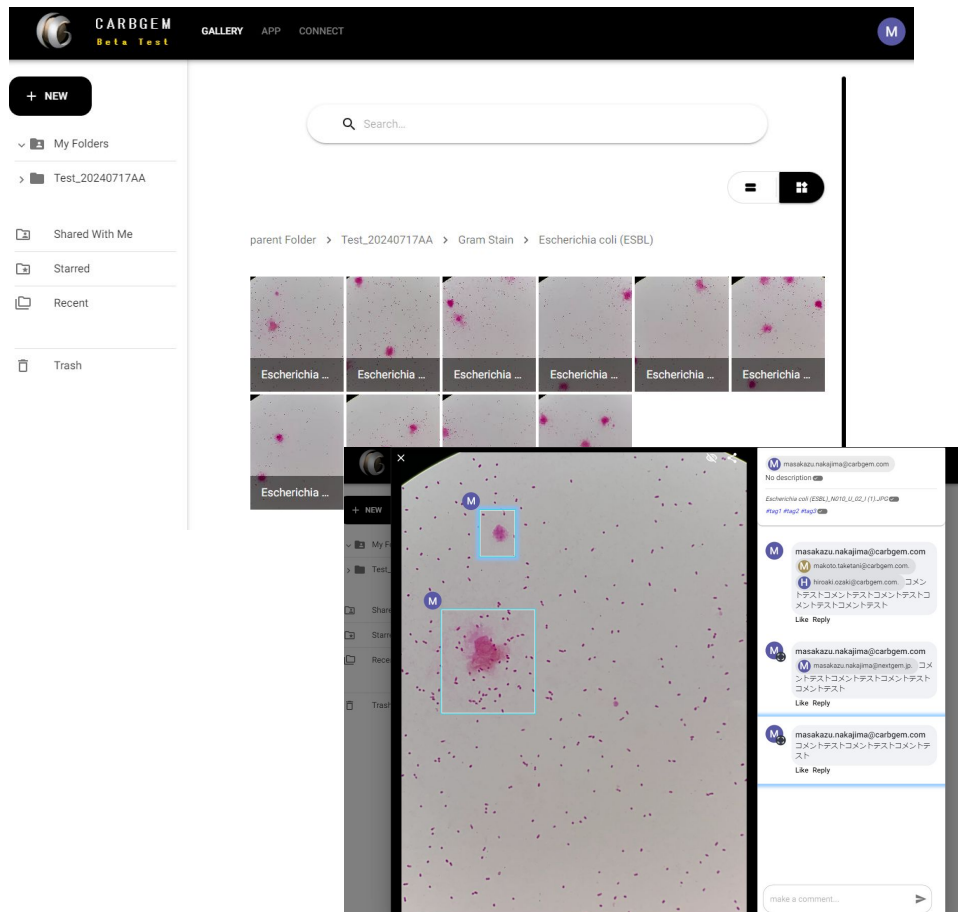 CARBGEM
Beta Test
GALLERY APP CONNECT
M
+ NEW
My Folders
Test_20240717AA
Shared With Me
Starred
Recent
Trash
Search...
parent Folder > Test_20240717AA > Gram Stain > Escherichia coli (ESBL)
Escherichia ... Escherichia ... Escherichia ... Escherichia ... Escherichia ... Escherichia ...
Escherichia ...
+ NEW
My F
Test_
Share
Starr
Rece
Trash
M
M
M masakazu.nakajima@carbgem.com
No description
Escherichia coli (ESBL)_N010_U_02_I (1).JPG
#tag1 #tag2 #tag3
M masakazu.nakajima@carbgem.com
M makoto.taketani@carbgem.com.
H hiroaki.ozaki@carbgem.com. コメン
トテストコメントテストコメントテストコ
メントテストコメントテスト
Like Reply
M masakazu.nakajima@carbgem.com
M masakazu.nakajima@nextgem.jp. コメ
ントテストコメントテストコメントテスト
コメントテスト
Like Reply
M masakazu.nakajima@carbgem.com
コメントテストコメントテストコメントテ
スト
Like Reply
make a comment...